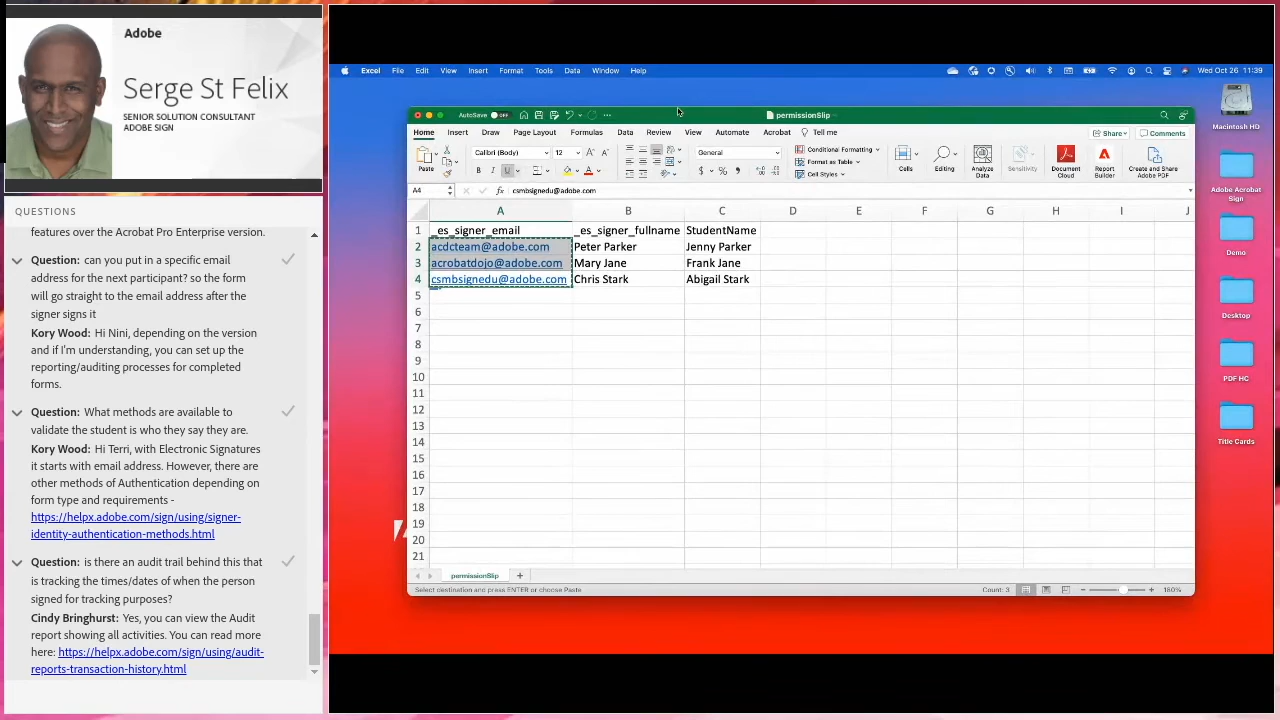 Adobe
Serge St Felix
SENIOR SOLUTION CONSULTANT
ADOBE SIGN
QUESTIONS
features over the Acrobat Pro Enterprise version.
Question: can you put in a specific email
address for the next participant? so the form
will go straight to the email address after the
signer signs it
Kory Wood: Hi Nini, depending on the version
and if I'm understanding, you can set up the
reporting/auditing processes for completed
forms.
Question: What methods are available to
validate the student is who they say they are.
Kory Wood: Hi Terri, with Electronic Signatures
it starts with email address. However, there are
other methods of Authentication depending on
form type and requirements -
https://helpx.adobe.com/sign/using/signer-
identity-authentication-methods.html
Question: is there an audit trail behind this that
is tracking the times/dates of when the person
signed for tracking purposes?
Cindy Bringhurst: Yes, you can view the Audit
report showing all activities. You can read more
here: https://helpx.adobe.com/sign/using/audit-
reports-transaction-history.html
Excel File Edit View Insert Format Tools Data Window Help Wed Oct 26 11:39
AutoSave OFF permissionSlip
Home Insert Draw Page Layout Formulas Data Review View Automate Acrobat Tell me Share Comments
Paste Calibri (Body) 12 General Conditional Formatting Format as Table Cell Styles Cells Editing Analyze Data Sensitivity Document Cloud Report Builder Create and Share Adobe PDF
A4 fx csmbsignedu@adobe.com
A B C D E F G H I J
1 _es_signer_email _es_signer_fullname StudentName
2 acdcteam@adobe.com Peter Parker Jenny Parker
3 acrobatdojo@adobe.com Mary Jane Frank Jane
4 csmbsignedu@adobe.com Chris Stark Abigail Stark
5
6
7
8
9
10
11
12
13
14
15
16
17
18
19
20
21
permissionSlip
Select destination and press ENTER or choose Paste Count: 3 160%
Macintosh HD
Adobe Acrobat
Sign
Demo
Desktop
PDF HC
Title Cards